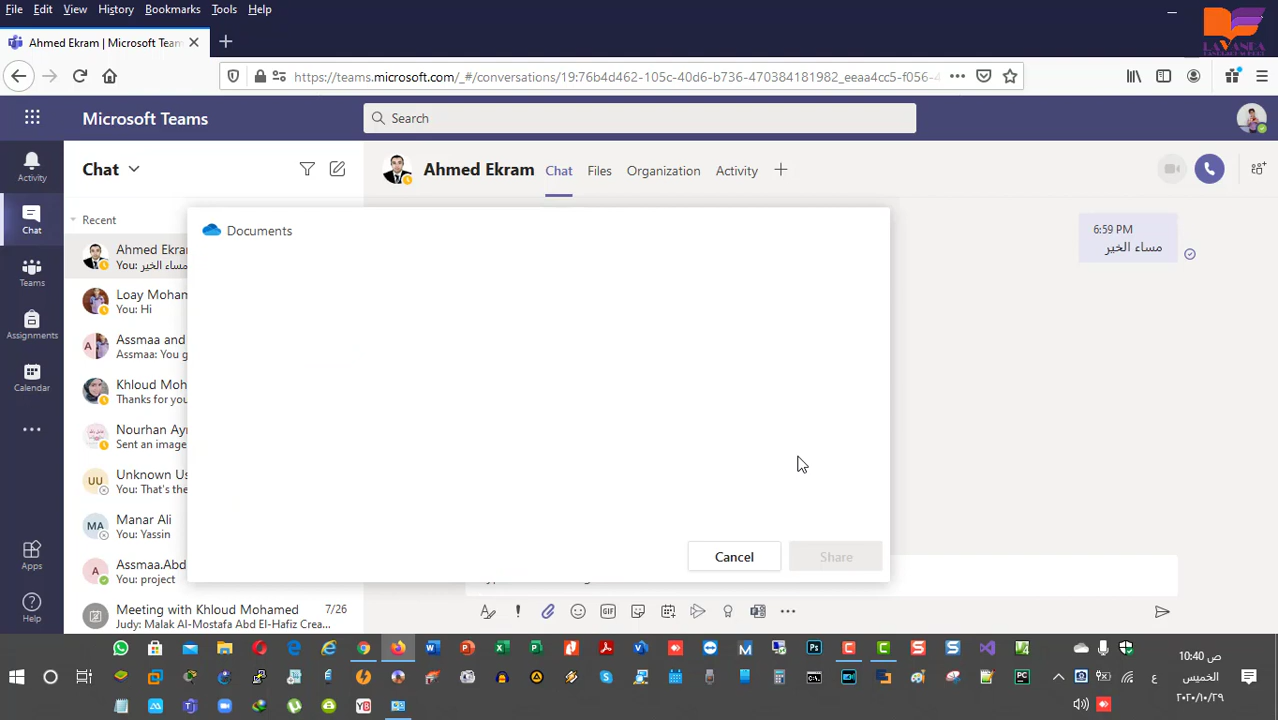 File Edit View History Bookmarks Tools Help
Ahmed Ekram | Microsoft Team
https://teams.microsoft.com/_#/conversations/19:76b4d462-105c-40d6-b736-470384181982_eeaa4cc5-f056-4
Microsoft Teams
Search
Activity
Chat
Teams
Assignments
Calendar
Apps
Help
Chat
Recent
Ahmed Ekra
You: مساء الخير
Loay Moham
You: Hi
Assmaa and
Assmaa: You g
Khloud Moh
Thanks for you
Nourhan Ayr
Sent an image
UU
Unknown Us
You: That's the
MA
Manar Ali
You: Yassin
A
Assmaa.Abd
You: project
Meeting with Khloud Mohamed 7/26
Judy: Malak Al-Mostafa Abd El-Hafiz Crea...
Ahmed Ekram Chat Files Organization Activity
6:59 PM
مساء الخير
Documents
Cancel Share
GIF
10:40 ص
الخميس
٢٠٢٠/١٠/٢٩